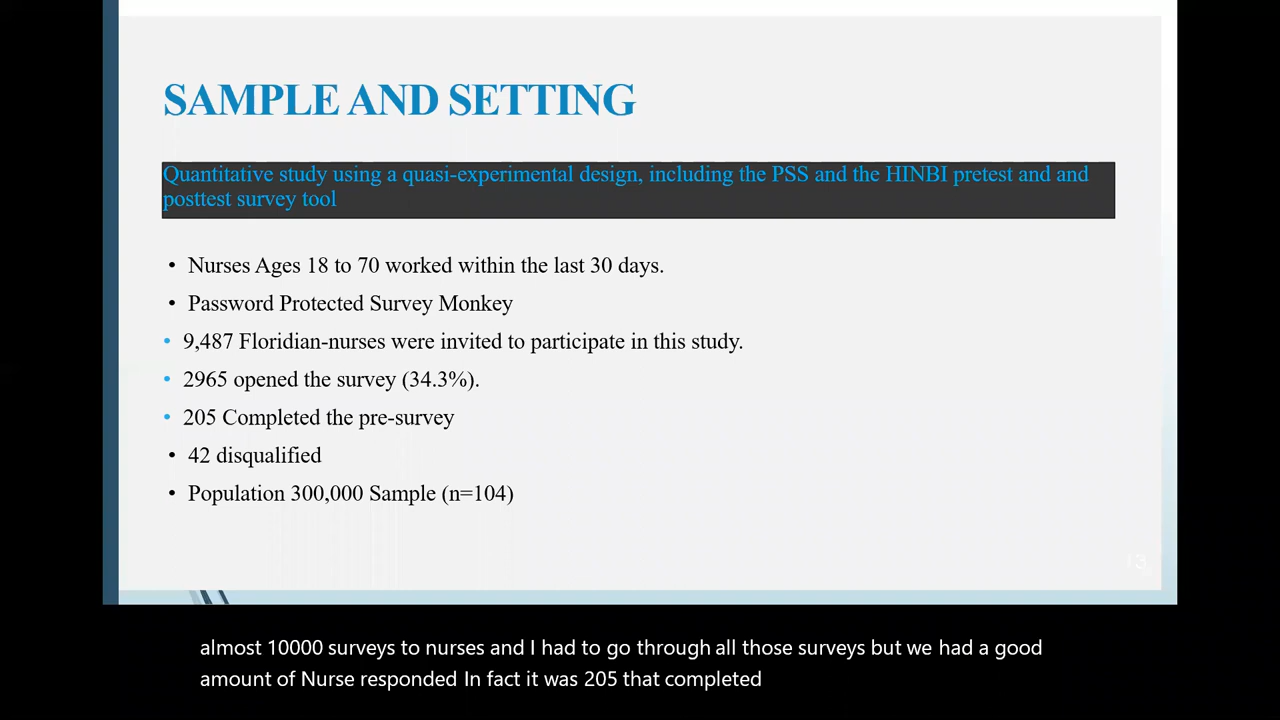 SAMPLE AND SETTING
Quantitative study using a quasi-experimental design, including the PSS and the HINBI pretest and and
posttest survey tool
• Nurses Ages 18 to 70 worked within the last 30 days.
• Password Protected Survey Monkey
• 9,487 Floridian-nurses were invited to participate in this study.
• 2965 opened the survey (34.3%).
• 205 Completed the pre-survey
• 42 disqualified
• Population 300,000 Sample (n=104)
13
almost 10000 surveys to nurses and I had to go through all those surveys but we had a good
amount of Nurse responded In fact it was 205 that completed